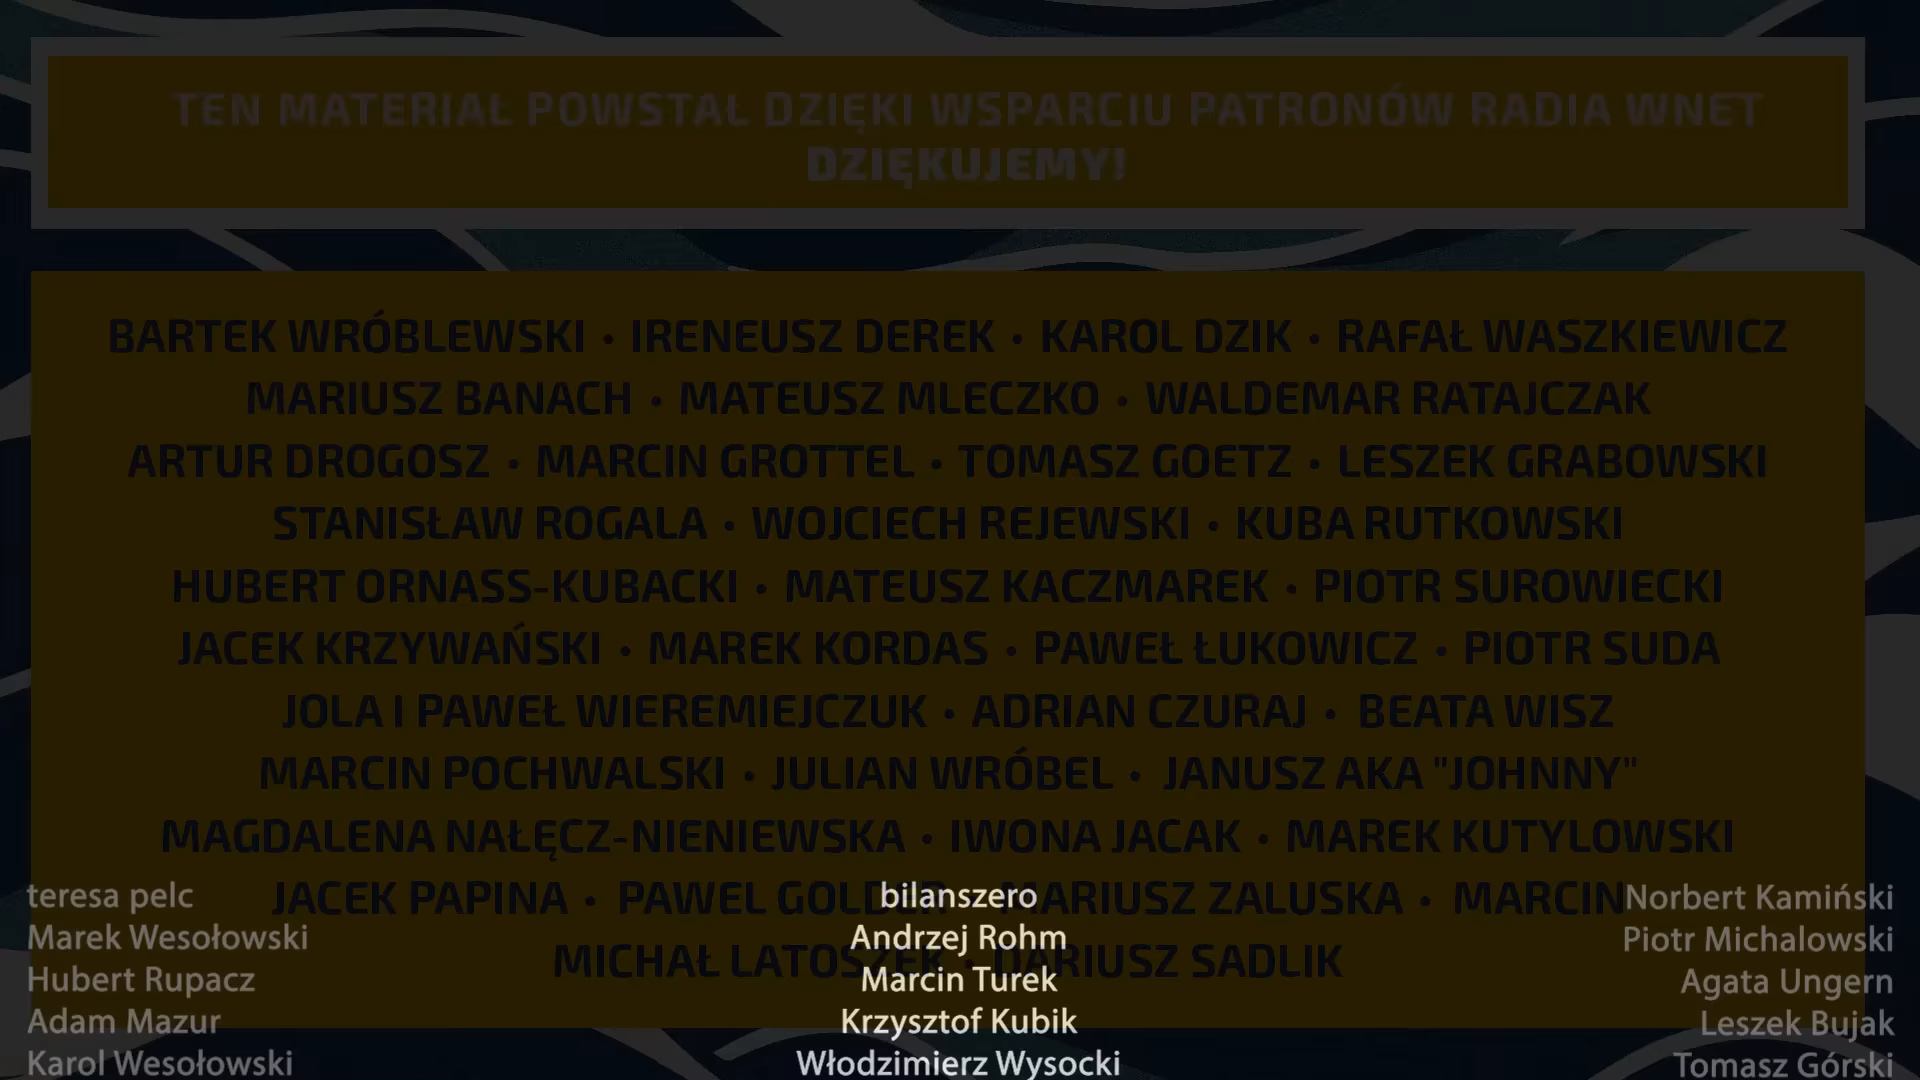 TEN MATERIAŁ POWSTAŁ DZIĘKI WSPARCIU PATRONÓW RADIA WNET
DZIĘKUJEMY!
BARTEK WRÓBLEWSKI • IRENEUSZ DEREK • KAROL DZIK • RAFAŁ WASZKIEWICZ
MARIUSZ BANACH • MATEUSZ MLECZKO • WALDEMAR RATAJCZAK
ARTUR DROGOSZ • MARCIN GROTTEL • TOMASZ GOETZ • LESZEK GRABOWSKI
STANISŁAW ROGALA • WOJCIECH REJEWSKI • KUBA RUTKOWSKI
HUBERT ORNASS-KUBACKI • MATEUSZ KACZMAREK • PIOTR SUROWIECKI
JACEK KRZYWAŃSKI • MAREK KORDAS • PAWEŁ ŁUKOWICZ • PIOTR SUDA
JOLA I PAWEŁ WIEREMIEJCZUK • ADRIAN CZURAJ • BEATA WISZ
MARCIN POCHWALSKI • JULIAN WRÓBEL • JANUSZ AKA "JOHNNY"
MAGDALENA NAŁĘCZ-NIENIEWSKA • IWONA JACAK • MAREK KUTYLOWSKI
JACEK PAPINA • PAWEL GOLDER • MARIUSZ ZALUSKA • MARCIN
MICHAŁ LATOSZEK • DARIUSZ SADLIK
teresa pelc
Marek Wesołowski
Hubert Rupacz
Adam Mazur
Karol Wesołowski
bilanszero
Andrzej Rohm
Marcin Turek
Krzysztof Kubik
Włodzimierz Wysocki
Norbert Kamiński
Piotr Michalowski
Agata Ungern
Leszek Bujak
Tomasz Górski